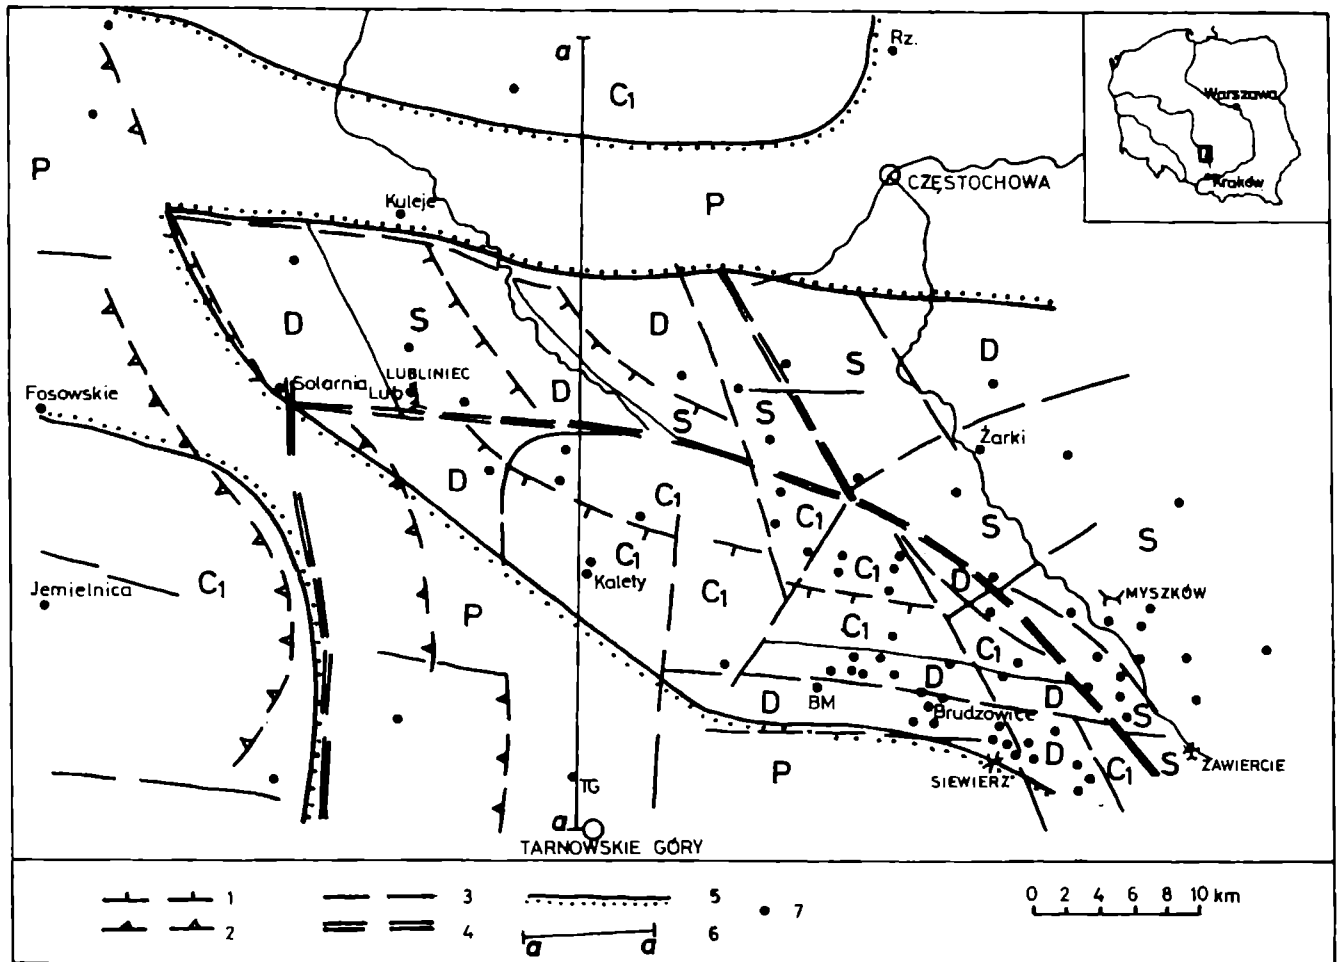 a
Rz.
C1
Warszawa
Kraków
P
CZĘSTOCHOWA
Kuleje
P
D
S
D
S
D
Solarnia
LUBLINIEC
Lub
D
S
S
Fosowskie
Żarki
D
C1
C1
S
S
C1
C1
D
Jemielnica
C1
Kalety
C1
MYSZKÓW
P
C1
C1
D
D
D
BM
Brudzowice
S
D
C1
S
P
ZAWIERCIE
SIEWIERZ
TG
a
TARNOWSKIE GÓRY
1
3
5
7
0 2 4 6 8 10 km
2
4
a a
6